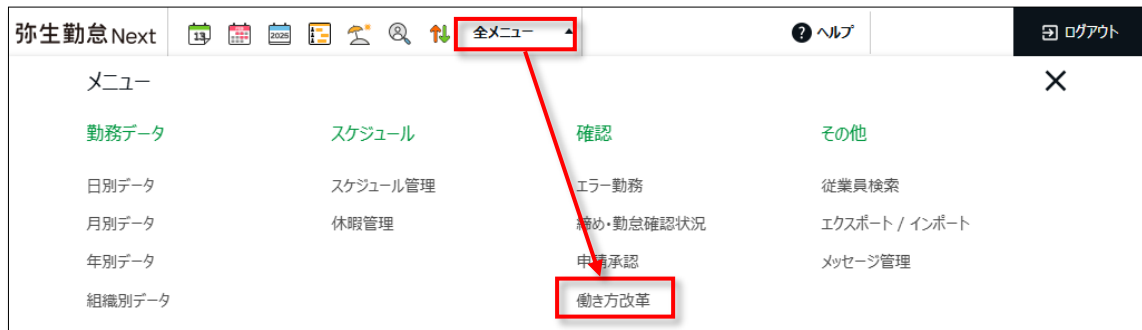 弥生勤怠Next 13 2025 全メニュー ヘルプ ログアウト
メニュー
勤務データ スケジュール 確認 その他
日別データ スケジュール管理 エラー勤務 従業員検索
月別データ 休暇管理 締め・勤怠確認状況 エクスポート / インポート
年別データ 申請承認 メッセージ管理
組織別データ 働き方改革